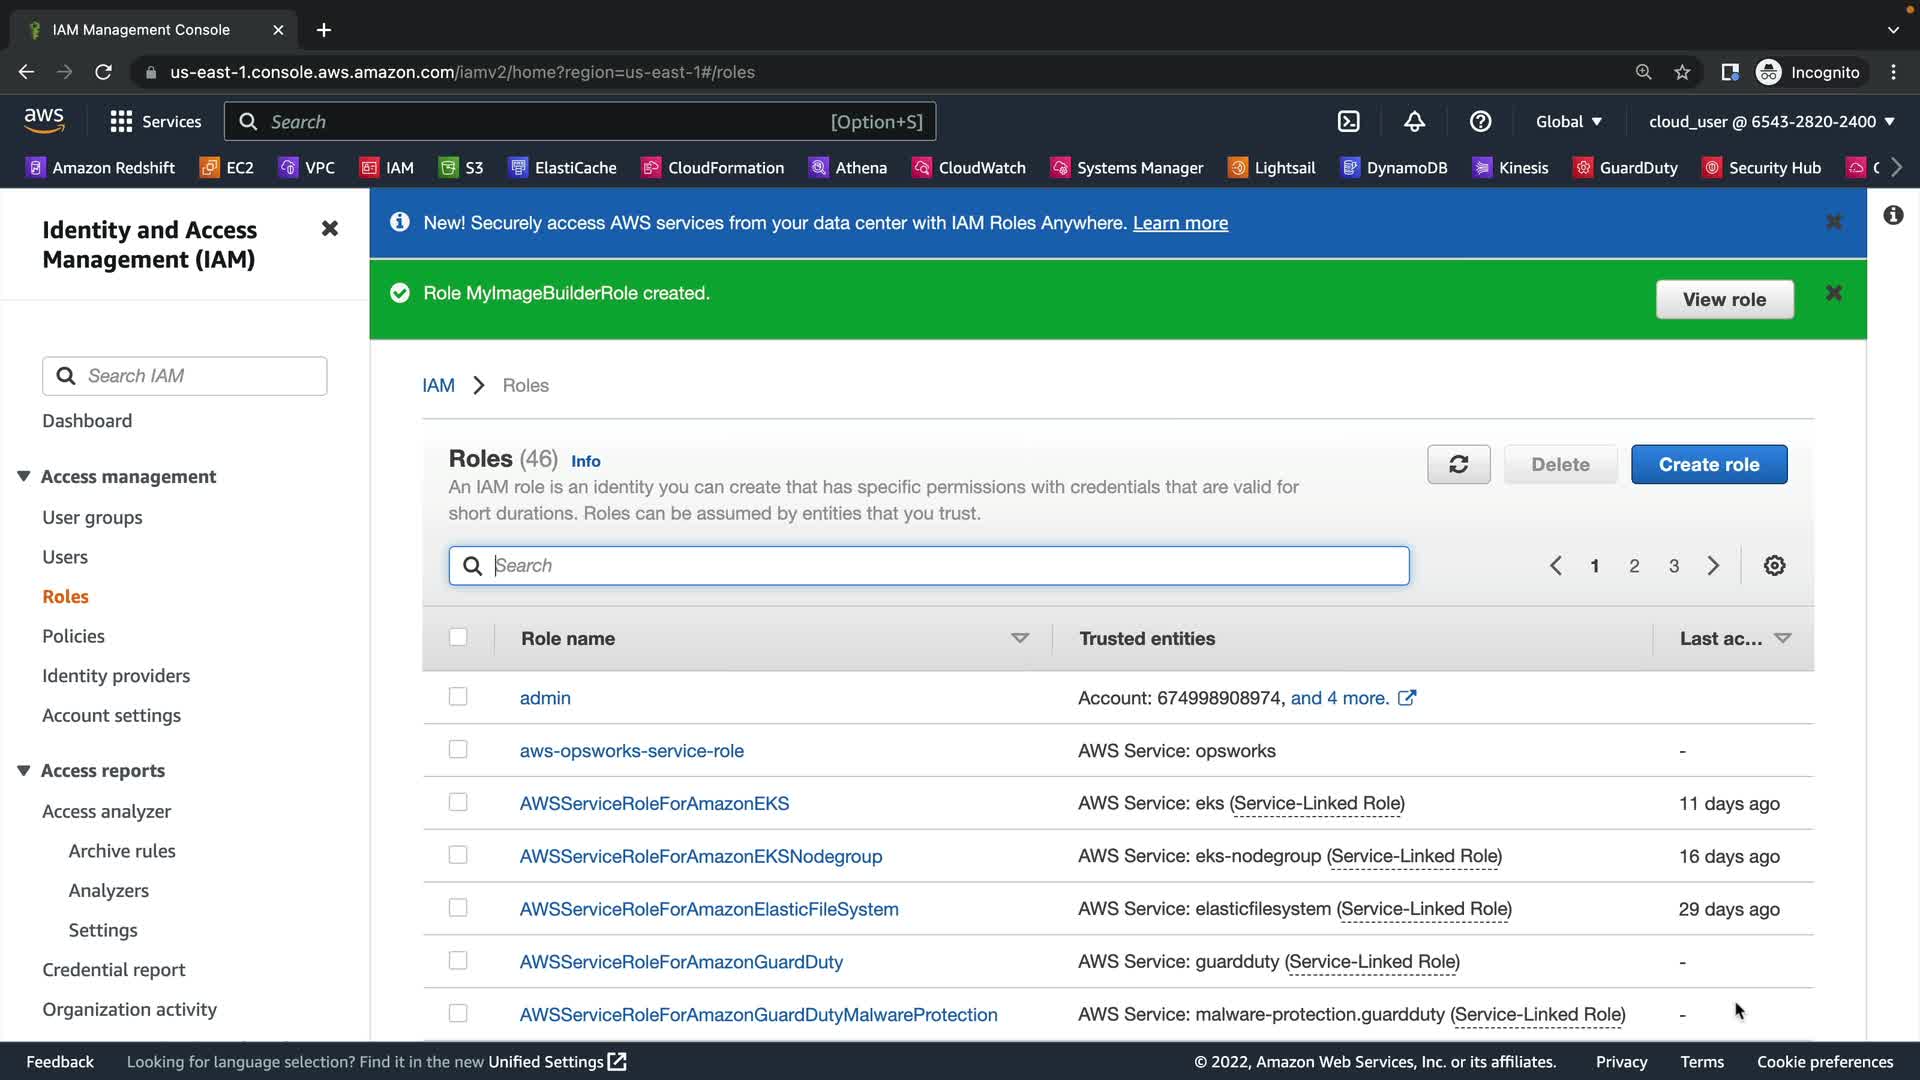 IAM Management Console
us-east-1.console.aws.amazon.com/iamv2/home?region=us-east-1#/roles
Incognito
aws
Services
Search
[Option+S]
Global
cloud_user @ 6543-2820-2400
Amazon Redshift
EC2
VPC
IAM
S3
ElastiCache
CloudFormation
Athena
CloudWatch
Systems Manager
Lightsail
DynamoDB
Kinesis
GuardDuty
Security Hub
Identity and Access
Management (IAM)
Search IAM
Dashboard
Access management
User groups
Users
Roles
Policies
Identity providers
Account settings
Access reports
Access analyzer
Archive rules
Analyzers
Settings
Credential report
Organization activity
New! Securely access AWS services from your data center with IAM Roles Anywhere. Learn more
Role MyImageBuilderRole created.
View role
IAM > Roles
Roles (46) Info
An IAM role is an identity you can create that has specific permissions with credentials that are valid for
short durations. Roles can be assumed by entities that you trust.
Delete
Create role
Search
1 2 3
Role name Trusted entities Last ac...
admin Account: 674998908974, and 4 more.
aws-opsworks-service-role AWS Service: opsworks -
AWSServiceRoleForAmazonEKS AWS Service: eks (Service-Linked Role) 11 days ago
AWSServiceRoleForAmazonEKSNodegroup AWS Service: eks-nodegroup (Service-Linked Role) 16 days ago
AWSServiceRoleForAmazonElasticFileSystem AWS Service: elasticfilesystem (Service-Linked Role) 29 days ago
AWSServiceRoleForAmazonGuardDuty AWS Service: guardduty (Service-Linked Role) -
AWSServiceRoleForAmazonGuardDutyMalwareProtection AWS Service: malware-protection.guardduty (Service-Linked Role) -
Feedback
Looking for language selection? Find it in the new Unified Settings
© 2022, Amazon Web Services, Inc. or its affiliates.
Privacy
Terms
Cookie preferences